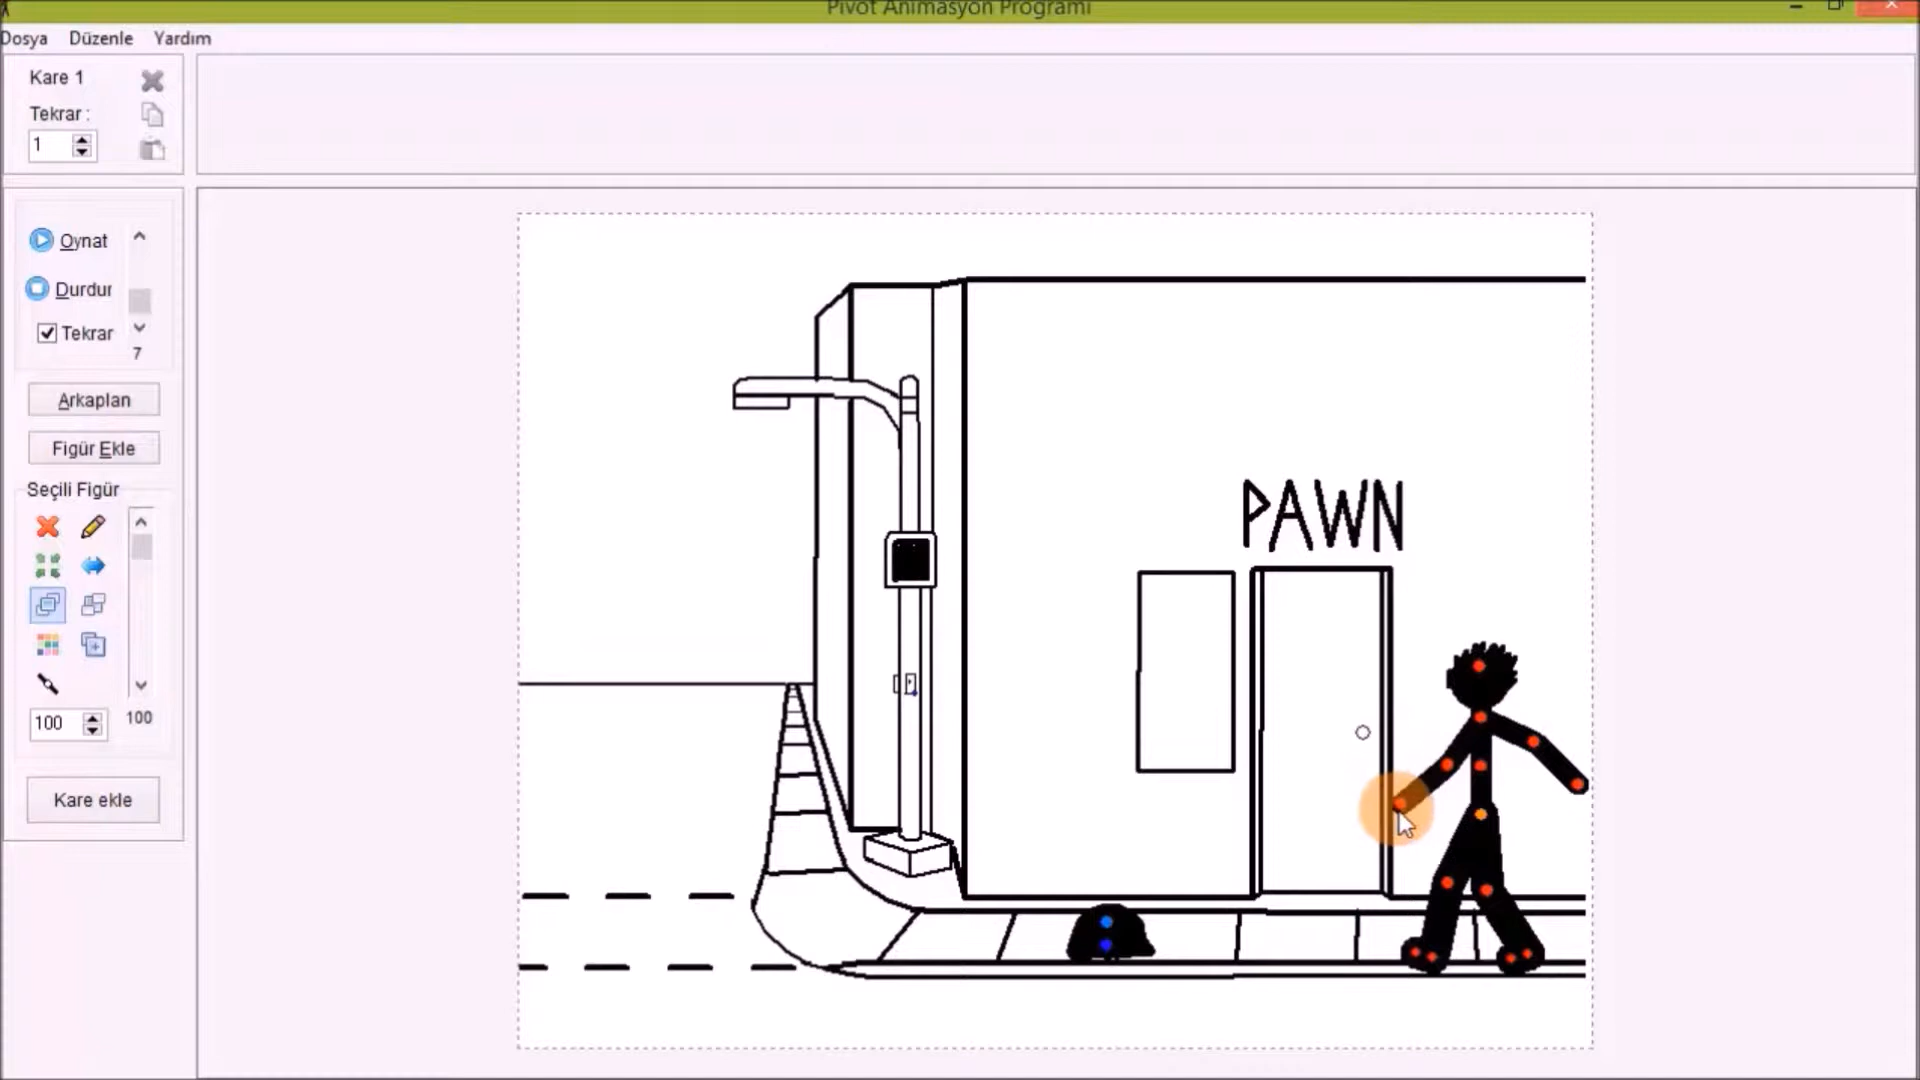 Pivot Animasyon Programı
Dosya Düzenle Yardım
Kare 1
Tekrar :
1
Oynat
Durdur
Tekrar
7
Arkaplan
Figür Ekle
Seçili Figür
100
100
Kare ekle
PAWN